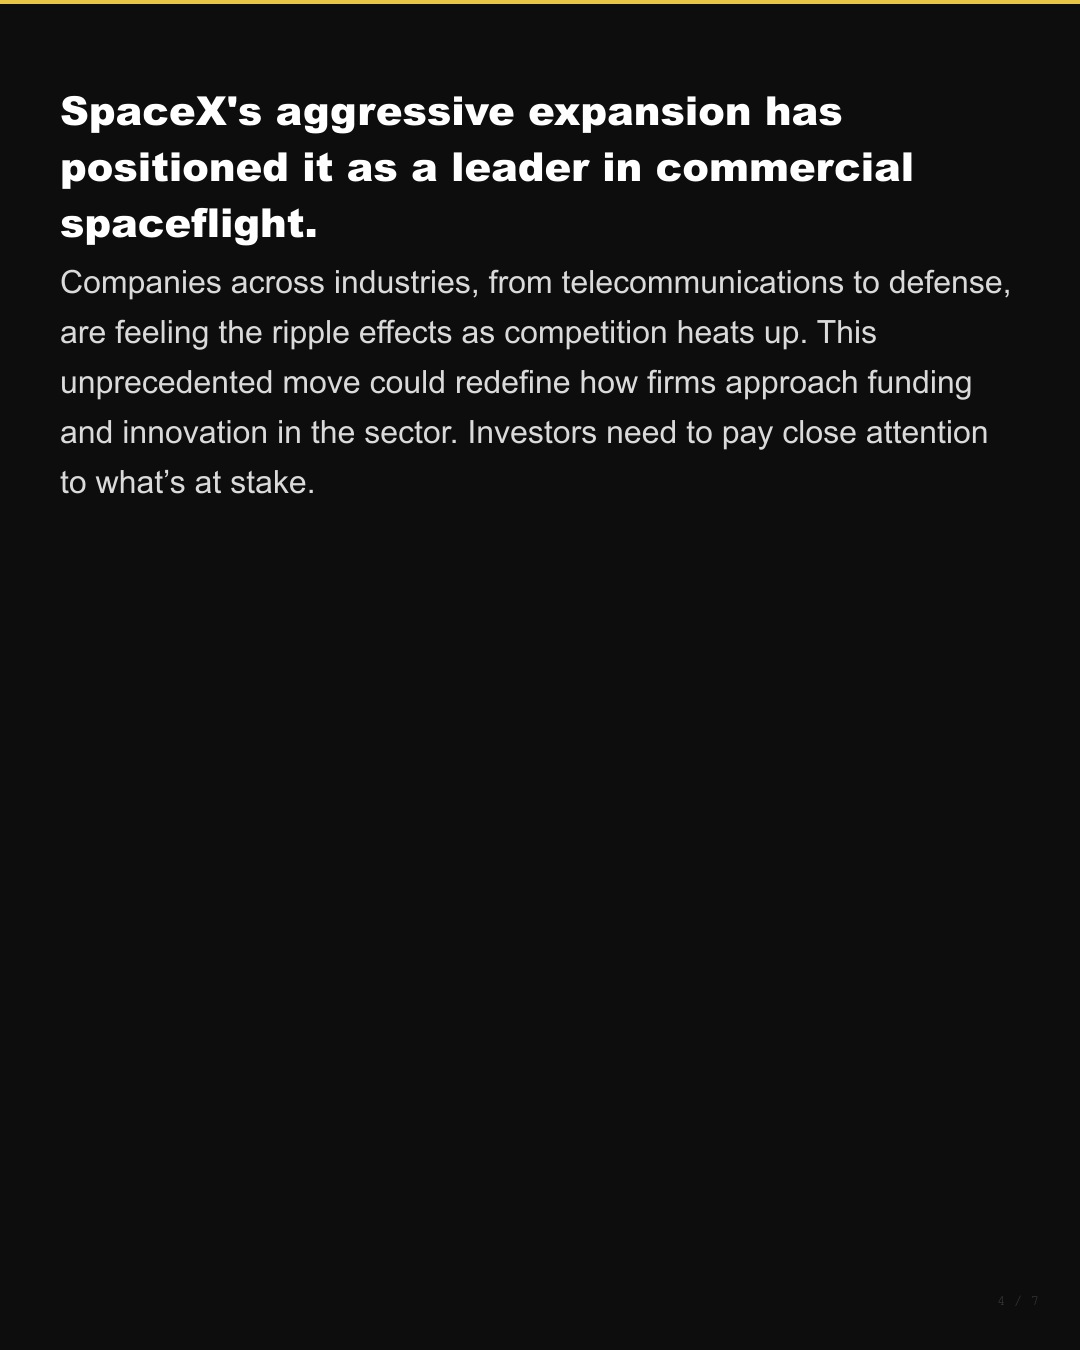 SpaceX's aggressive expansion has
positioned it as a leader in commercial
spaceflight.
Companies across industries, from telecommunications to defense,
are feeling the ripple effects as competition heats up. This
unprecedented move could redefine how firms approach funding
and innovation in the sector. Investors need to pay close attention
to what’s at stake.
4 / 7